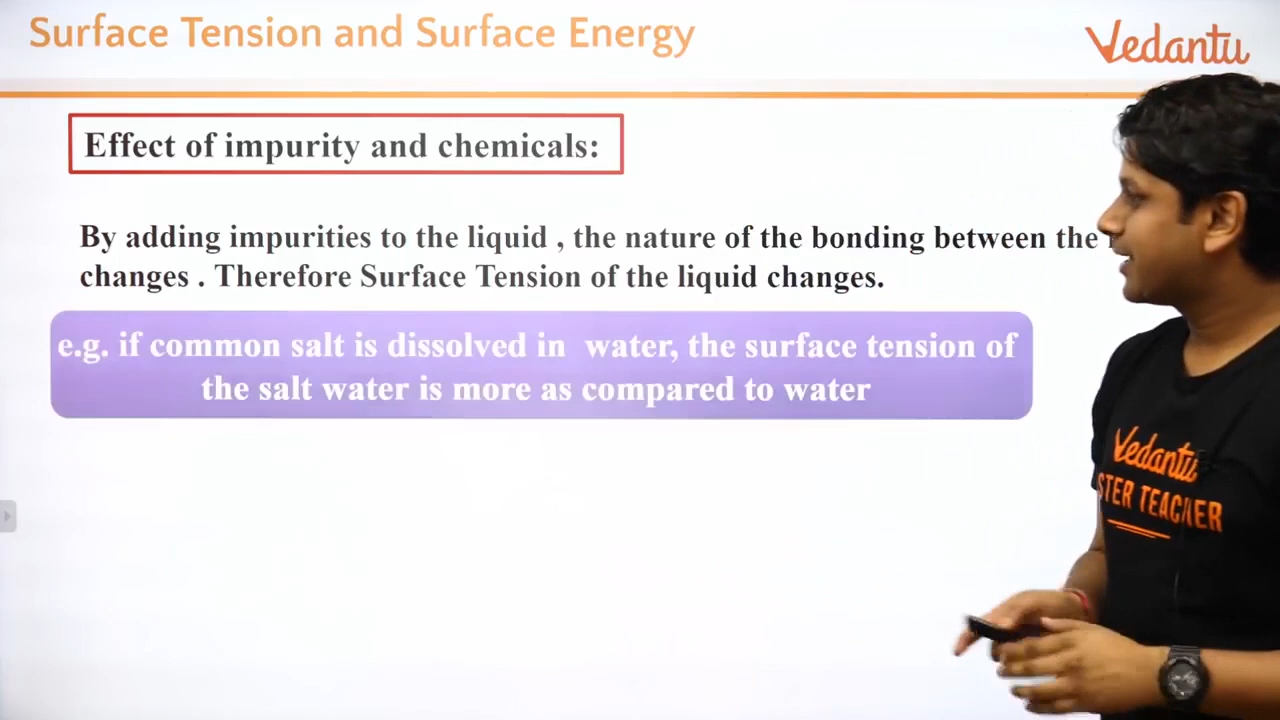 Surface Tension and Surface Energy
Vedantu
Effect of impurity and chemicals:
By adding impurities to the liquid , the nature of the bonding between the
changes . Therefore Surface Tension of the liquid changes.
e.g. if common salt is dissolved in water, the surface tension of
the salt water is more as compared to water
Vedantu
TEACHER